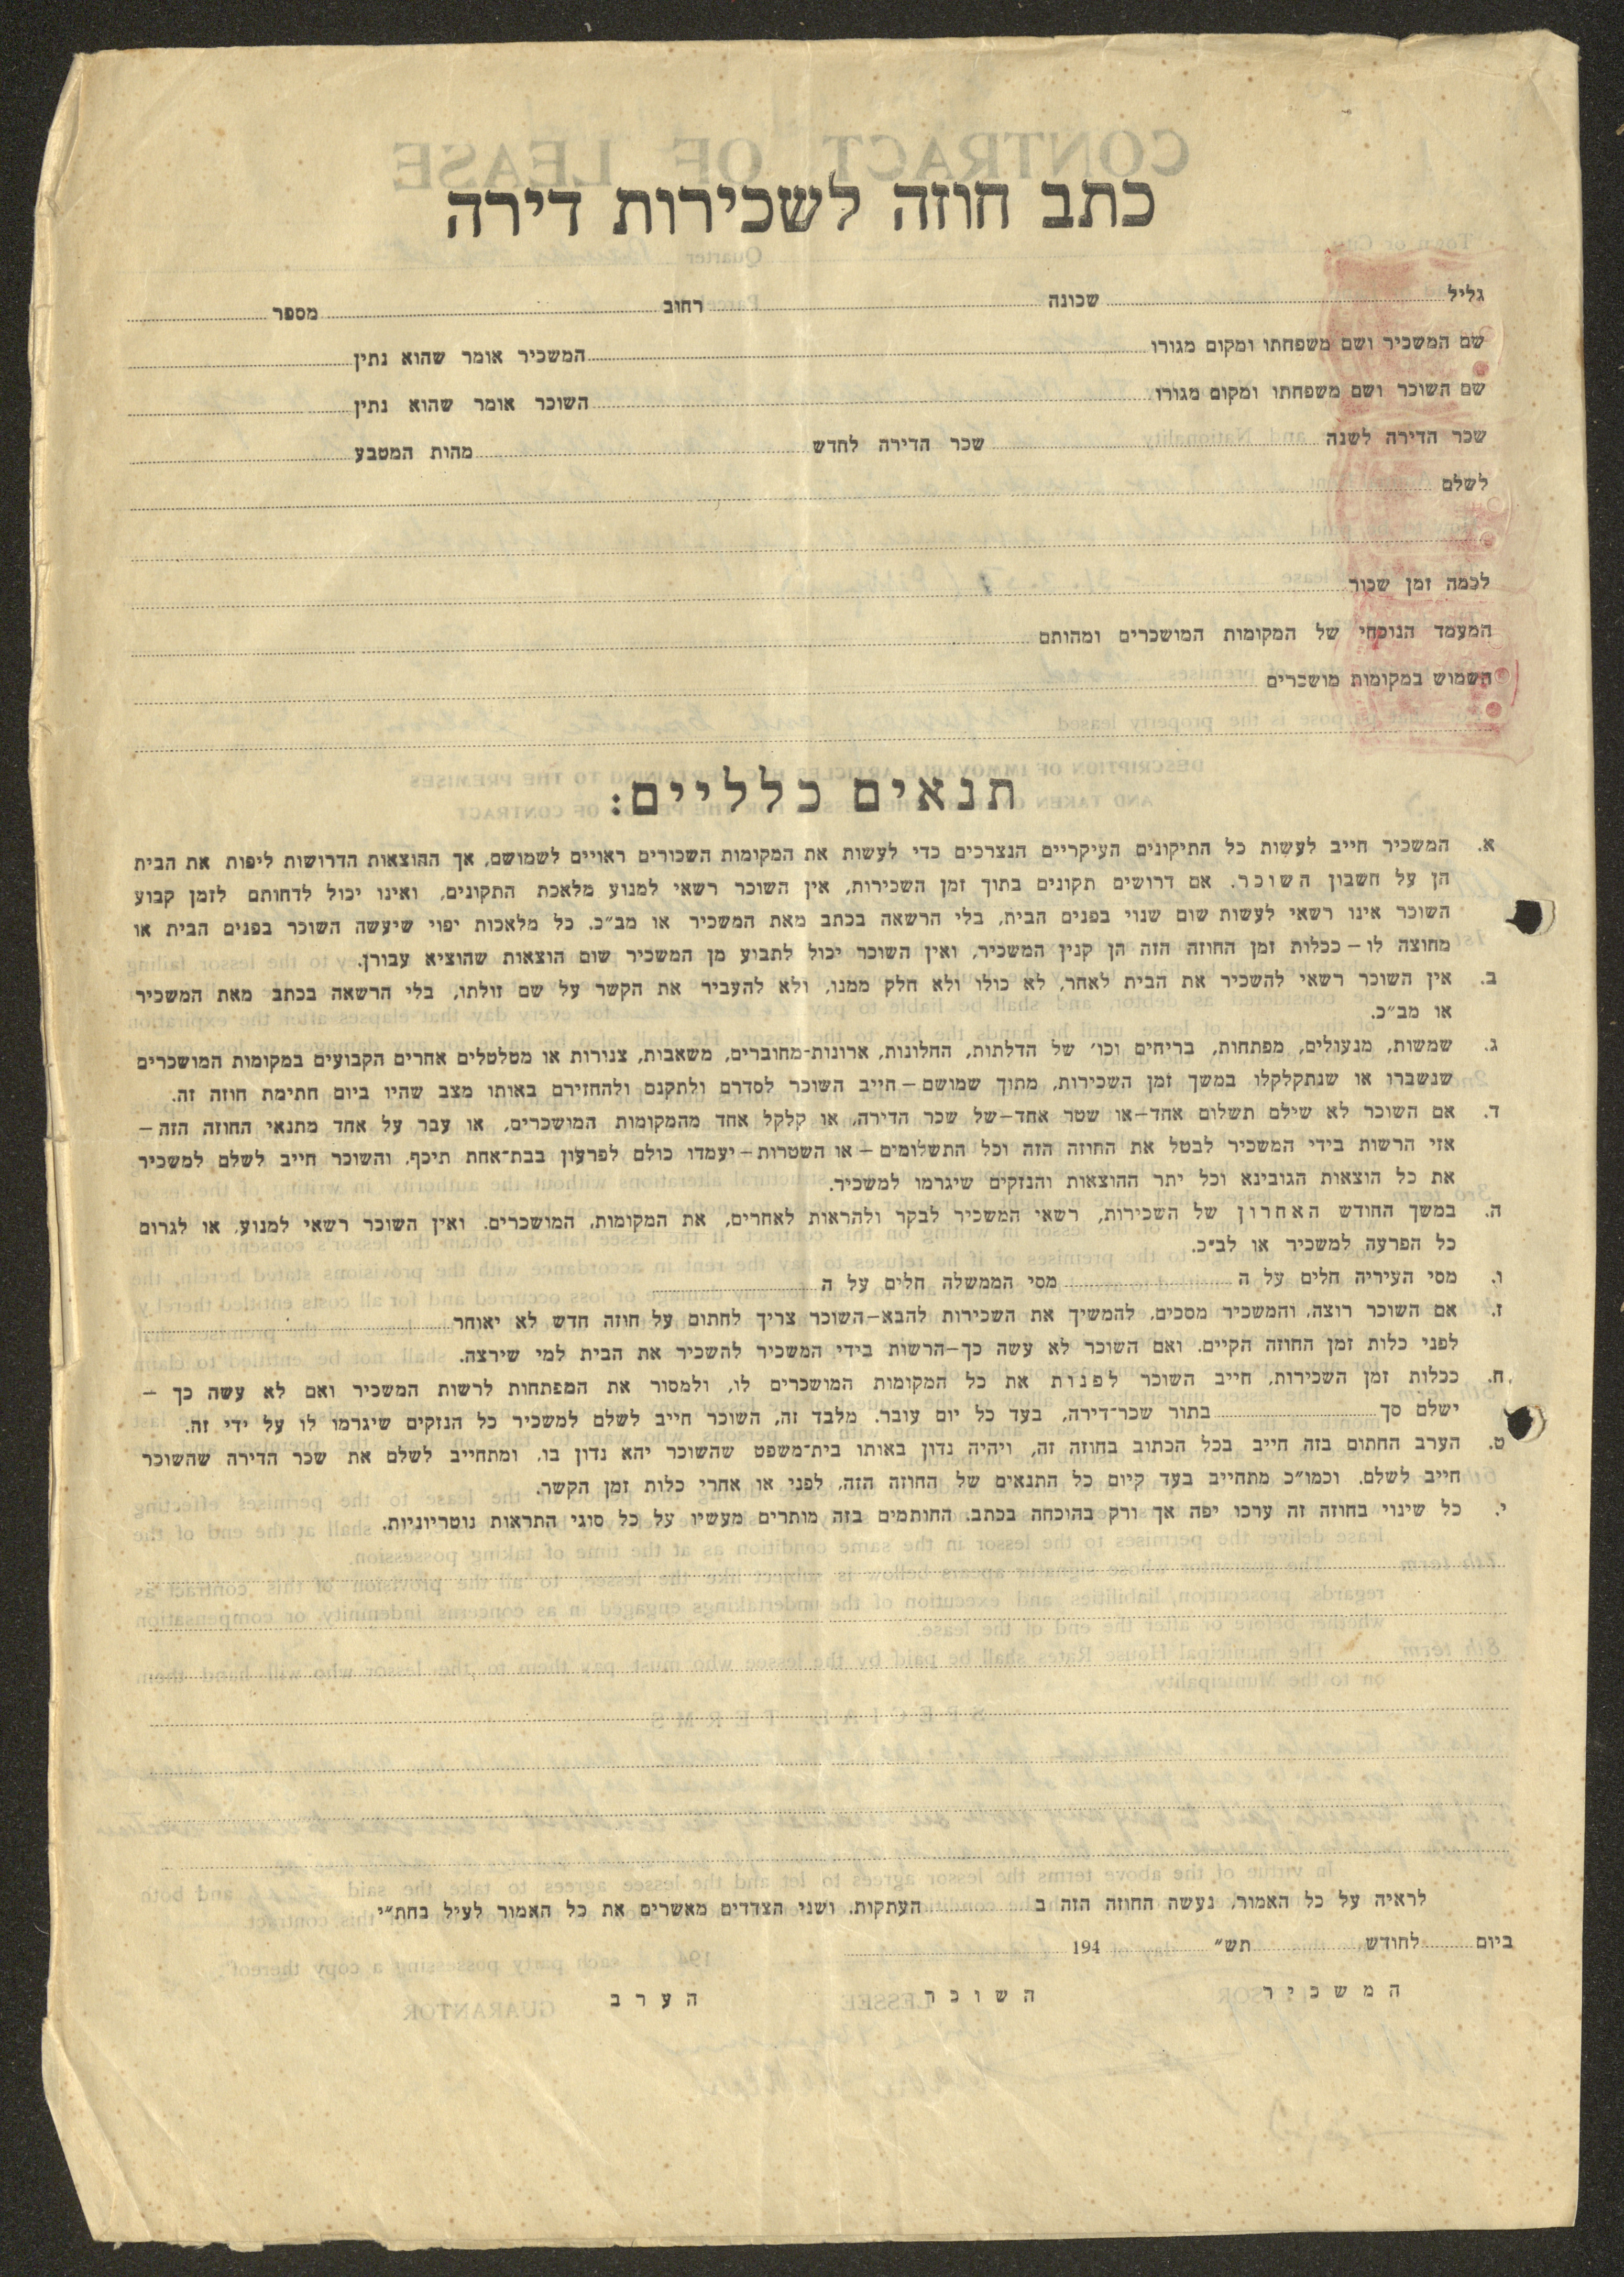 כתב חוזה לשכירות דירה
גליל שכונה רחוב מספר
שם המשכיר ושם משפחתו ומקום מגורו המשכיר אומר שהוא נתין
שם השוכר ושם משפחתו ומקום מגורו השוכר אומר שהוא נתין
שכר הדירה לשנה שכר הדירה לחדש מהות המטבע
לשלם
לכמה זמן שכור
המעמד הנוכחי של המקומות המושכרים ומהותם
השמוש במקומות מושכרים
תנאים כלליים:
א. המשכיר חייב לעשות כל התיקונים העיקריים הנצרכים כדי לעשות את המקומות השכורים ראויים לשמושם, אך ההוצאות הדרושות ליפות את הבית
הן על חשבון השוכר. אם דרושים תקונים בתוך זמן השכירות, אין השוכר רשאי למנוע מלאכת התקונים, ואינו יכול לדחותם לזמן קבוע
השוכר אינו רשאי לעשות שום שנוי בפנים הבית, בלי הרשאה בכתב מאת המשכיר או מב״כ. כל מלאכות יפוי שיעשה השוכר בפנים הבית או
מחוצה לו – ככלות זמן החוזה הזה הן קנין המשכיר, ואין השוכר יכול לתבוע מן המשכיר שום הוצאות שהוציא עבורן.
ב. אין השוכר רשאי להשכיר את הבית לאחר, לא כולו ולא חלק ממנו, ולא להעביר את הקשר על שם זולתו, בלי הרשאה בכתב מאת המשכיר
או מב״כ.
ג. שמשות, מנעולים, מפתחות, בריחים וכו׳ של הדלתות, החלונות, ארונות-מחוברים, משאבות, צנורות או מטלטלים אחרים הקבועים במקומות המושכרים
שנשברו או שנתקלקלו במשך זמן השכירות, מתוך שמושם – חייב השוכר לסדרם ולתקנם ולהחזירם באותו מצב שהיו ביום חתימת חוזה זה.
ד. אם השוכר לא שילם תשלום אחד–או שטר אחד–של שכר הדירה, או קלקל אחד מהמקומות המושכרים, או עבר על אחד מתנאי החוזה הזה –
אזי הרשות בידי המשכיר לבטל את החוזה הזה וכל התשלומים – או השטרות – יעמדו כולם לפרעון בבת־אחת תיכף. והשוכר חייב לשלם למשכיר
את כל הוצאות הגובינא וכל יתר ההוצאות והנזקים שיגרמו למשכיר.
ה. במשך החודש האחרון של השכירות, רשאי המשכיר לבקר ולהראות לאחרים, את המקומות, המושכרים. ואין השוכר רשאי למנוע, או לגרום
כל הפרעה למשכיר או לב״כ.
ו. מסי העיריה חלים על ה מסי הממשלה חלים על ה
ז. אם השוכר רוצה, והמשכיר מסכים, להמשיך את השכירות להבא–השוכר צריך לחתום על חוזה חדש לא יאוחר
לפני כלות זמן החוזה הקיים. ואם השוכר לא עשה כך–הרשות בידי המשכיר להשכיר את הבית למי שירצה.
ח. ככלות זמן השכירות, חייב השוכר לפנות את כל המקומות המושכרים לו, ולמסור את המפתחות לרשות המשכיר ואם לא עשה כך –
ישלם סך בתור שכר־דירה, בעד כל יום עובר. מלבד זה, השוכר חייב לשלם למשכיר כל הנזקים שיגרמו לו על ידי זה.
ט. הערב החתום בזה חייב בכל הכתוב בחוזה זה, ויהיה נדון באותו בית־משפט שהשוכר יהא נדון בו. ומתחייב לשלם את שכר הדירה שהשוכר
חייב לשלם. וכמו״כ מתחייב בעד קיום כל התנאים של החוזה הזה, לפני או אחרי כלות זמן הקשר.
י. כל שינוי בחוזה זה ערכו יפה אך ורק בהוכחה בכתב. החותמים בזה מותרים מעשיו על כל סוגי התראות נוטריוניות.
לראיה על כל האמור, נעשה החוזה הזה ב העתקות. ושני הצדדים מאשרים את כל האמור לעיל בחת״י
ביום לחודש תש״ 194
המשכיר השוכר הערב